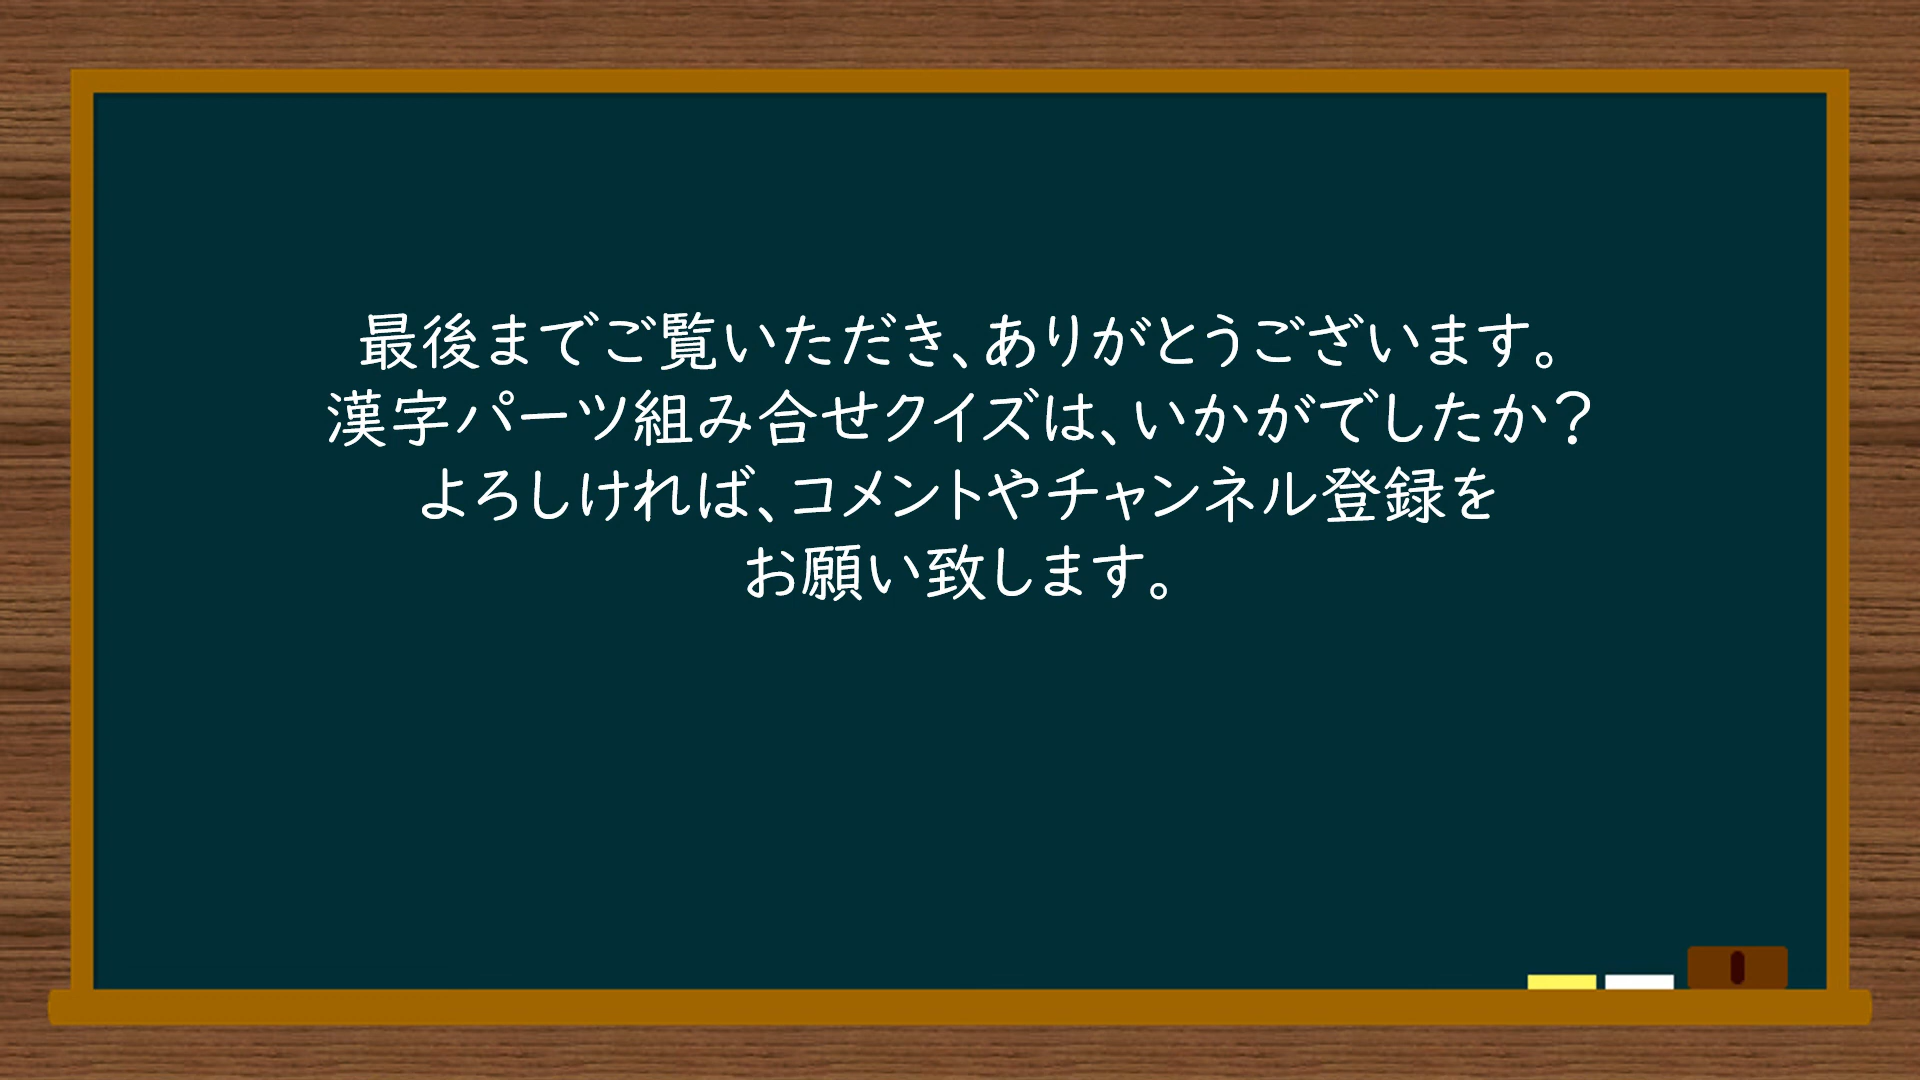 最後までご覧いただき、ありがとうございます。
漢字パーツ組み合せクイズは、いかがでしたか？
よろしければ、コメントやチャンネル登録を
お願い致します。